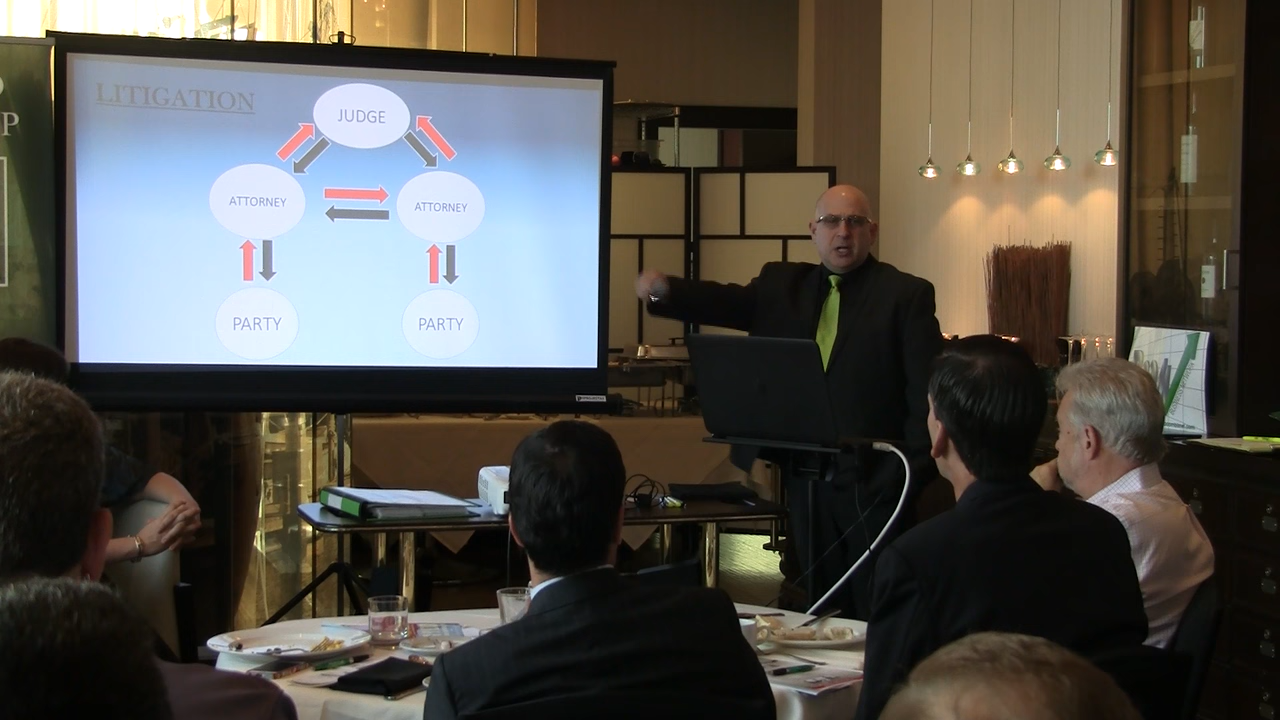 LITIGATION
JUDGE
ATTORNEY
ATTORNEY
PARTY
PARTY
P